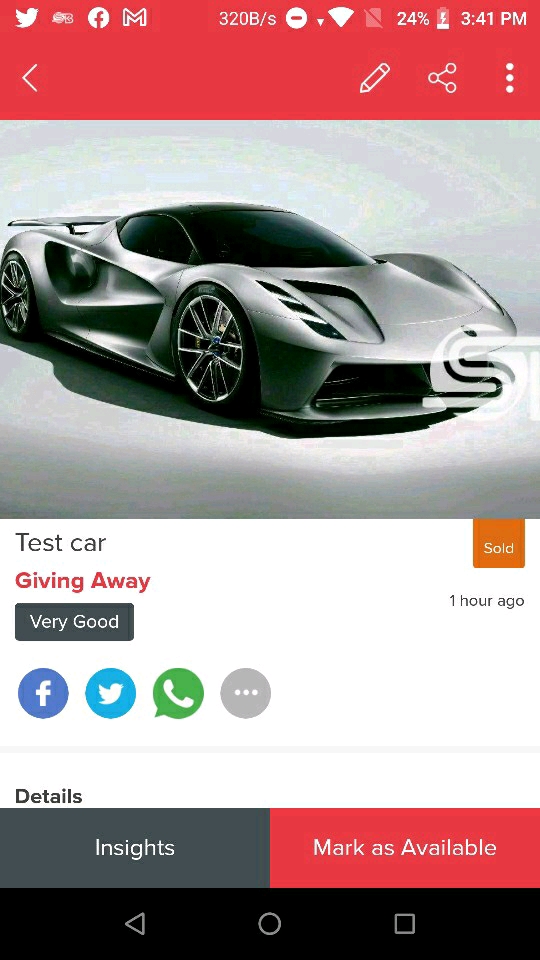 320B/s 24% 3:41 PM
Test car
Sold
Giving Away
1 hour ago
Very Good
Details
Insights
Mark as Available